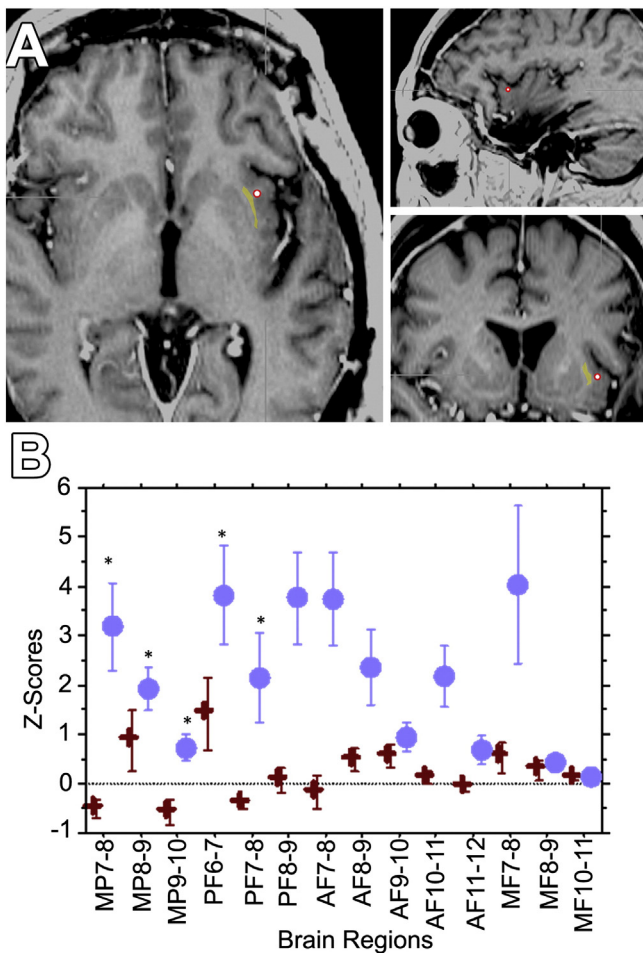 A
B
6
5
4
3
2
1
0
-1
Z-Scores
* * * * *
MP7-8
MP8-9
MP9-10
PF6-7
PF7-8
PF8-9
AF7-8
AF8-9
AF9-10
AF10-11
AF11-12
MF7-8
MF8-9
MF10-11
Brain Regions